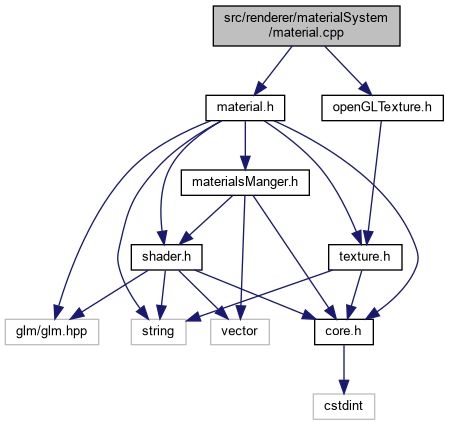 src/renderer/materialSystem
/material.cpp
material.h
openGLTexture.h
materialsManger.h
shader.h
texture.h
glm/glm.hpp
string
vector
core.h
cstdint